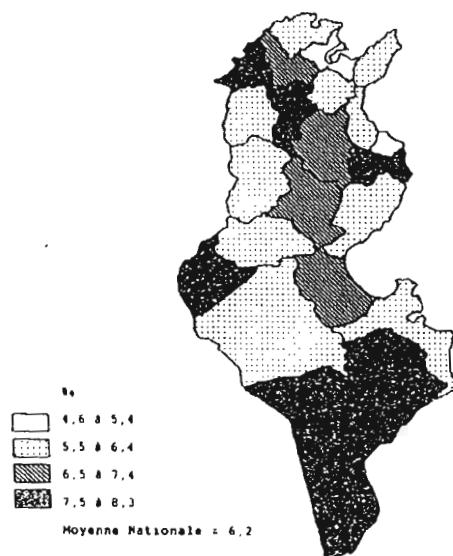 4,6 à 5,4
5,5 à 6,4
6,5 à 7,4
7,5 à 8,3
Moyenne Nationale = 6,2